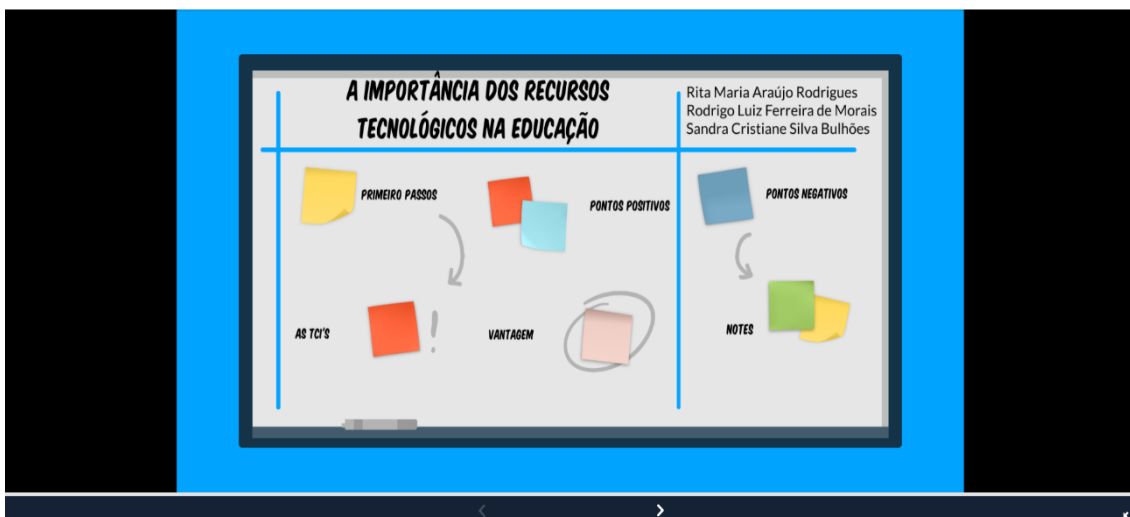 A IMPORTÂNCIA DOS RECURSOS
TECNOLÓGICOS NA EDUCAÇÃO
Rita Maria Araújo Rodrigues
Rodrigo Luiz Ferreira de Morais
Sandra Cristiane Silva Bulhões
PRIMEIRO PASSOS
PONTOS POSITIVOS
PONTOS NEGATIVOS
AS TCI'S
!
VANTAGEM
NOTES